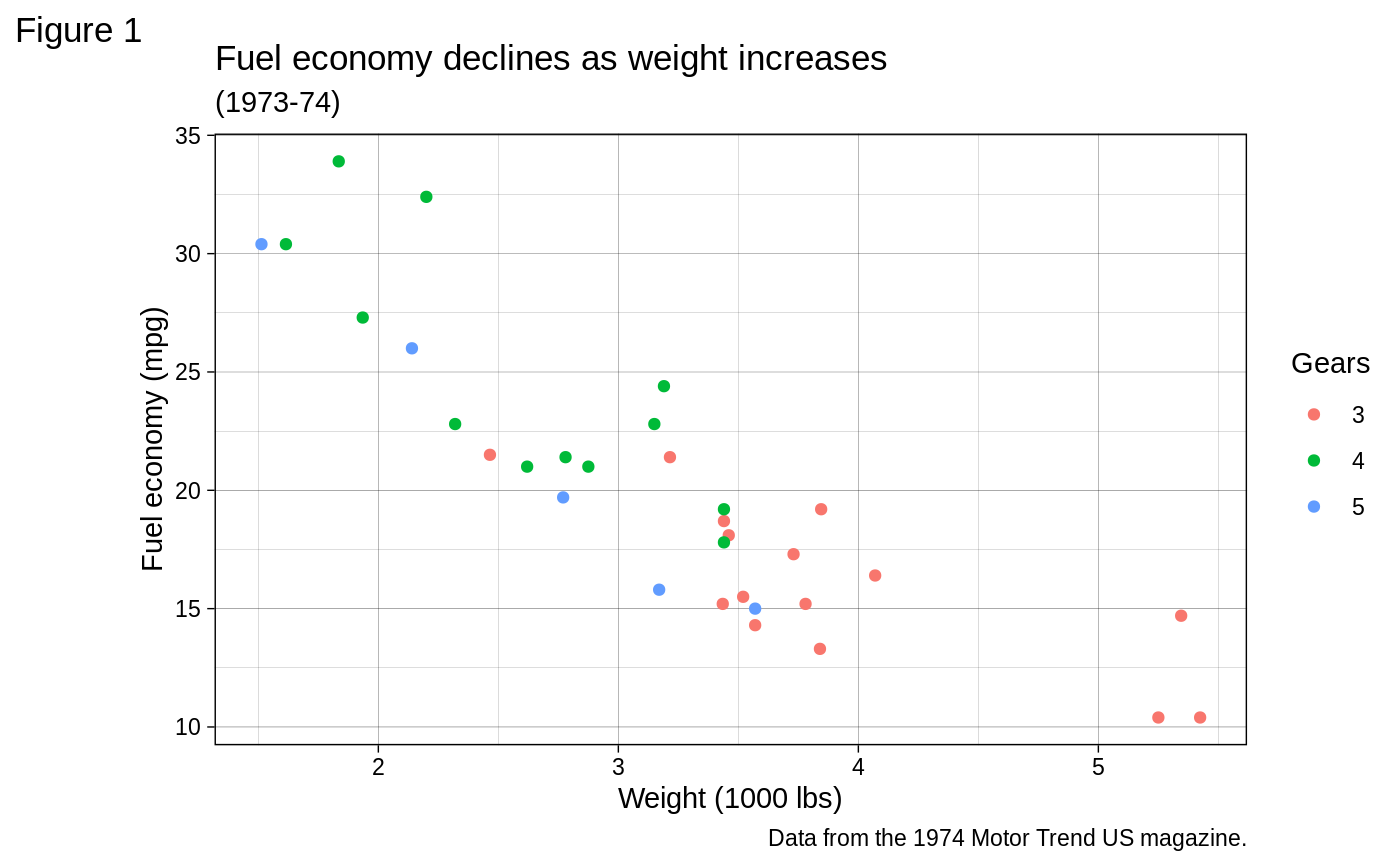 Figure 1
Fuel economy declines as weight increases
(1973-74)
35
30
25
20
15
10
Fuel economy (mpg)
2 3 4 5
Weight (1000 lbs)
Gears
3
4
5
Data from the 1974 Motor Trend US magazine.